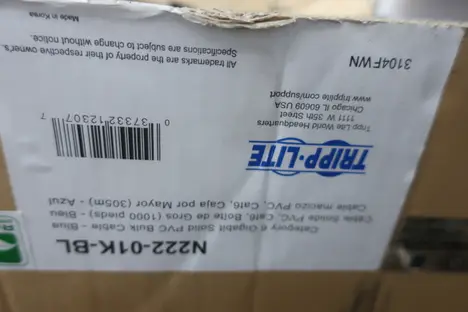 N222-01K-BL
Category 6 Gigabit Solid PVC Bulk Cable - Blue
Cable Solide PVC, Cat6, Boîte de Gros (1000 pieds) - Bleu
Cable macizo PVC, Cat6, Caja por Mayor (305m) - Azul
TRIPP·LITE
Tripp Lite World Headquarters
1111 W. 35th Street
Chicago, IL 60609 USA
www.tripplite.com/support
0 37332 12307 7
3104FWN
All trademarks are the property of their respective owners.
Specifications are subject to change without notice.
Made in Korea